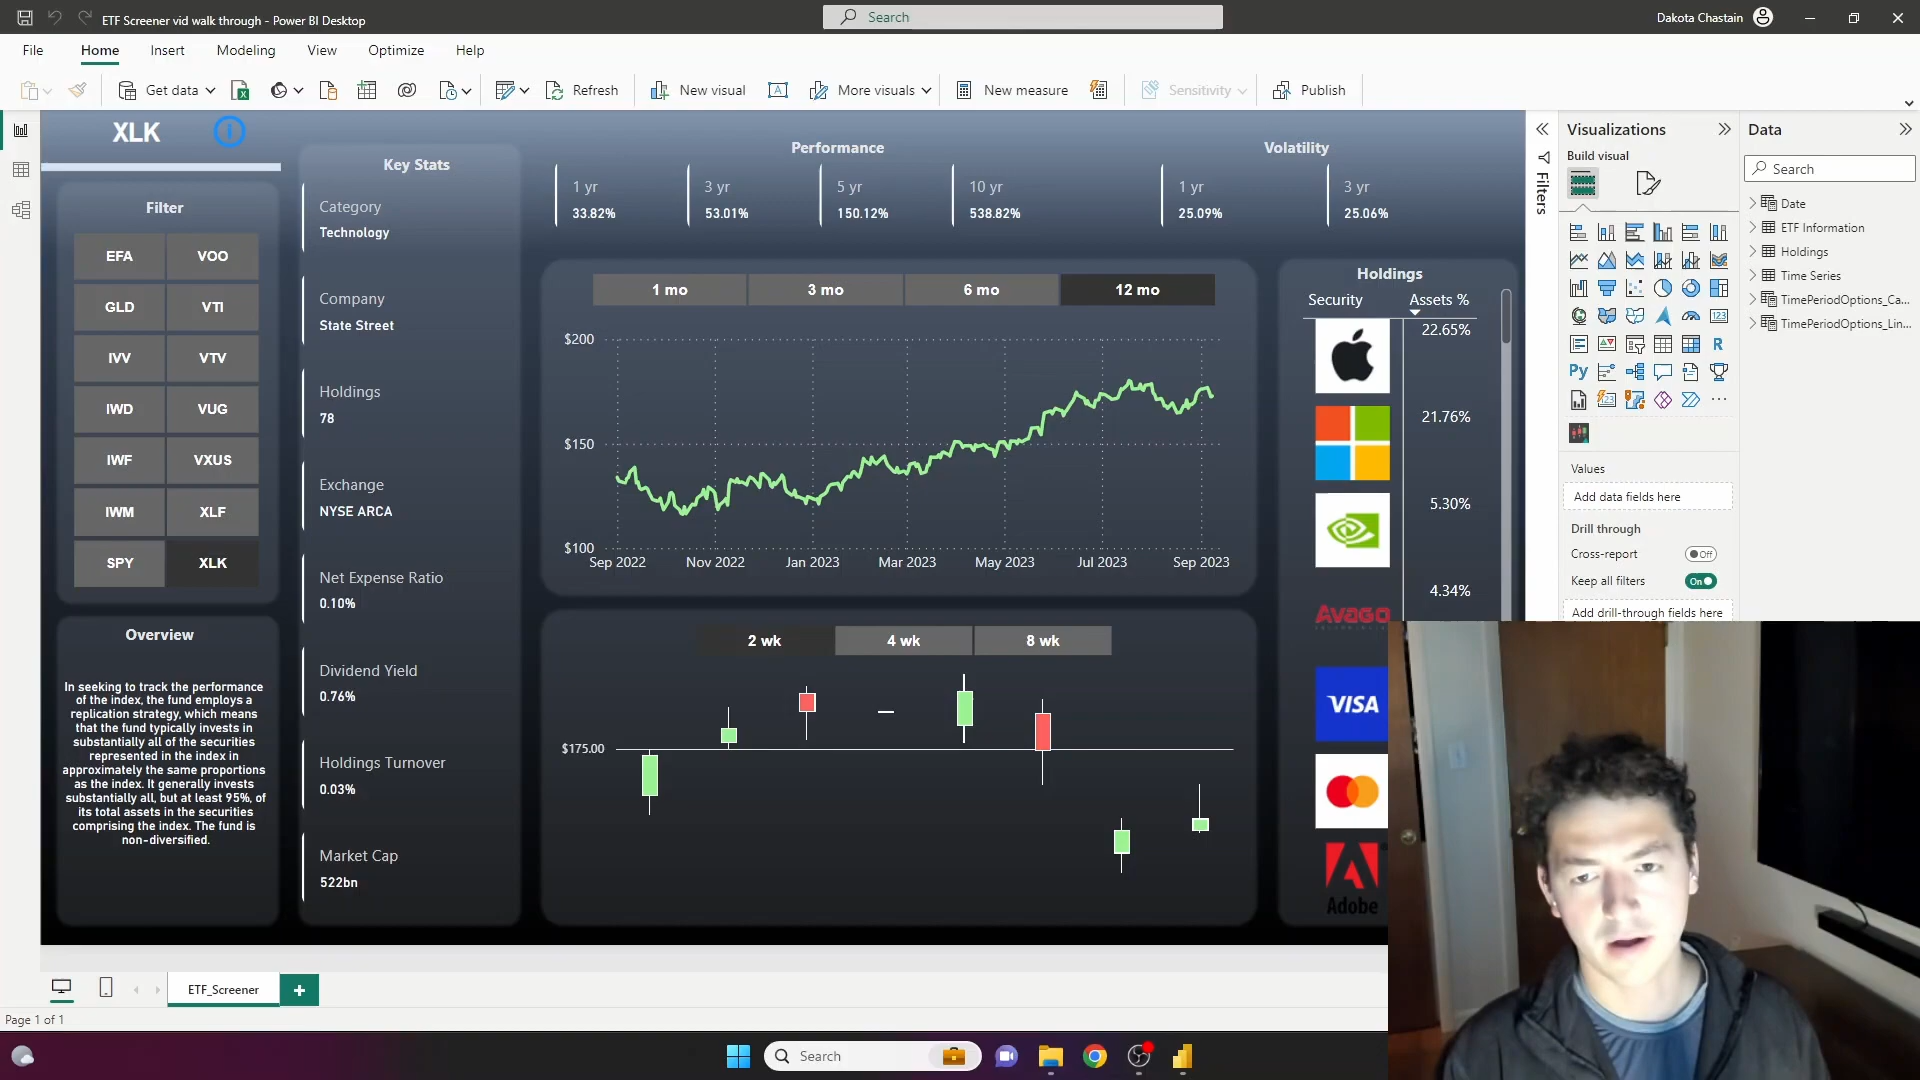 ETF Screener vid walk through - Power BI Desktop
Search
Dakota Chastain
File
Home
Insert
Modeling
View
Optimize
Help
Get data
Refresh
New visual
More visuals
New measure
Sensitivity
Publish
XLK
Filter
EFA
VOO
GLD
VTI
IVV
VTV
IWD
VUG
IWF
VXUS
IWM
XLF
SPY
XLK
Overview
In seeking to track the performance
of the index, the fund employs a
replication strategy, which means
that the fund typically invests in
substantially all of the securities
represented in the index in
approximately the same proportions
as the index. It generally invests
substantially all, but at least 95%, of
its total assets in the securities
comprising the index. The fund is
non-diversified.
Key Stats
Category
Technology
Company
State Street
Holdings
78
Exchange
NYSE ARCA
Net Expense Ratio
0.10%
Dividend Yield
0.76%
Holdings Turnover
0.03%
Market Cap
522bn
Performance
1 yr
33.82%
3 yr
53.01%
5 yr
150.12%
10 yr
538.82%
Volatility
1 yr
25.09%
3 yr
25.06%
1 mo
3 mo
6 mo
12 mo
$200
$150
$100
Sep 2022
Nov 2022
Jan 2023
Mar 2023
May 2023
Jul 2023
Sep 2023
2 wk
4 wk
8 wk
$175.00
Holdings
Security
Assets %
22.65%
21.76%
5.30%
4.34%
AVAGO
VISA
Adobe
Filters
Visualizations
Build visual
123
R
Py
Values
Add data fields here
Drill through
Cross-report
Off
Keep all filters
On
Add drill-through fields here
Data
Search
Date
ETF Information
Holdings
Time Series
TimePeriodOptions_Ca...
TimePeriodOptions_Lin...
ETF_Screener
Page 1 of 1
Search